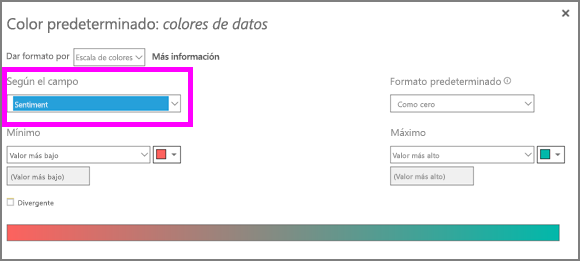 Color predeterminado: colores de datos
Dar formato por Escala de colores Más información
Según el campo Formato predeterminado
Sentiment Como cero
Mínimo Máximo
Valor más bajo Valor más alto
(Valor más bajo) (Valor más alto)
Divergente